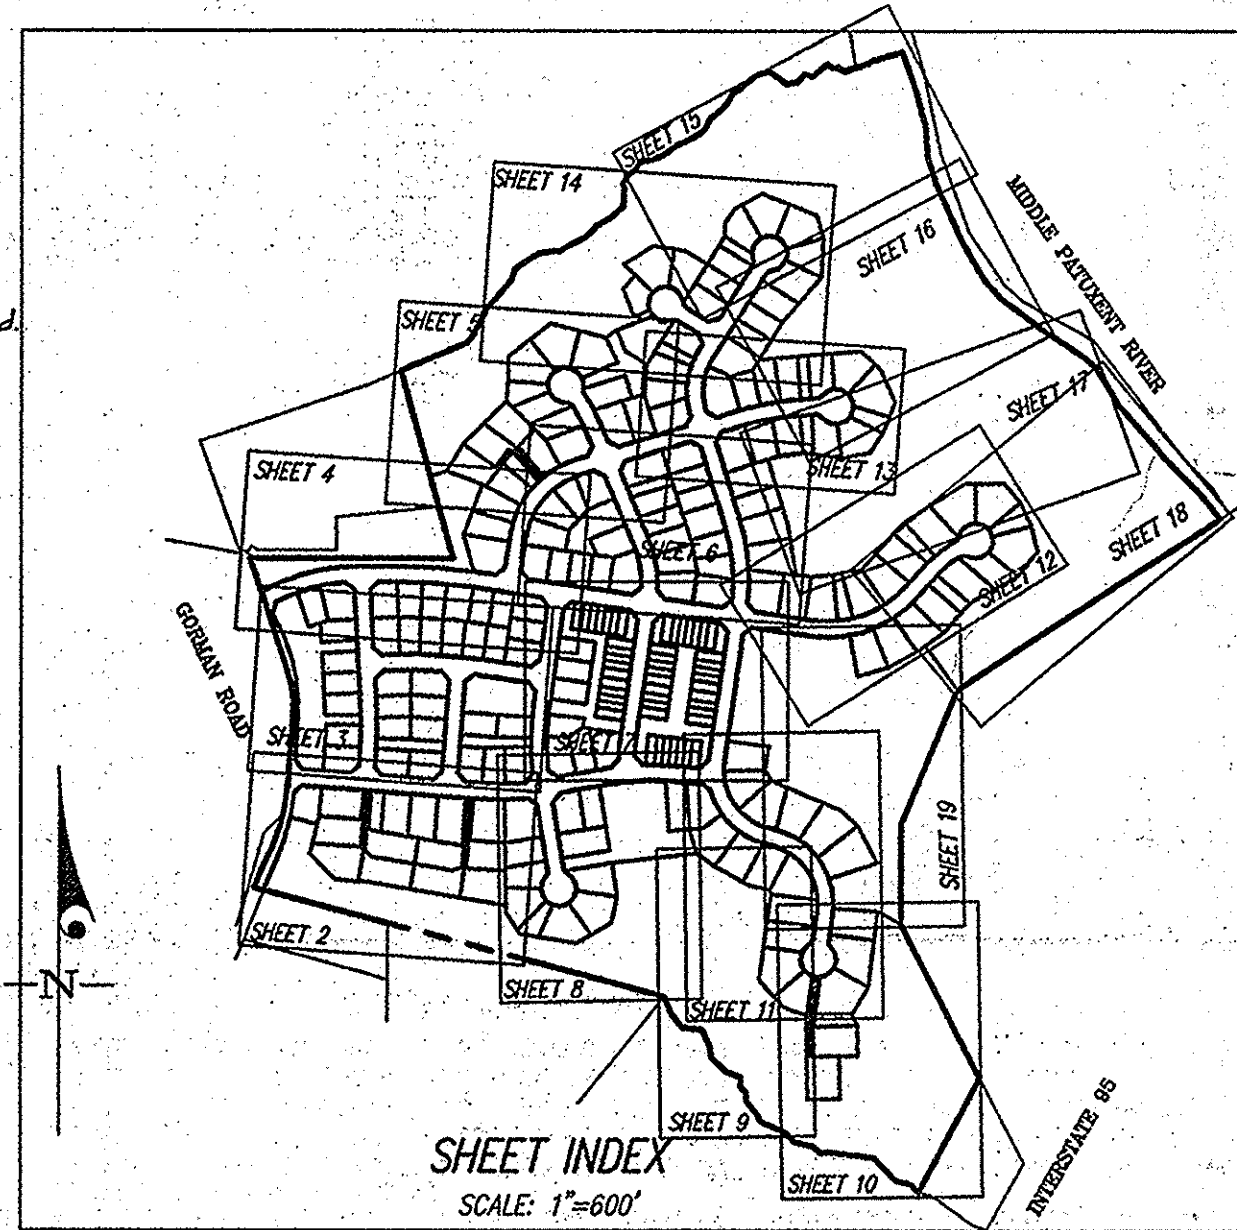 SHEET 15
SHEET 14
MIDDLE PATUXENT RIVER
SHEET 16
d.
SHEET 5
SHEET 17
SHEET 4
SHEET 13
SHEET 18
SHEET 6
SHEET 12
GORMAN ROAD
SHEET 3
SHEET 7
SHEET 19
SHEET 2
N
SHEET 8
SHEET 11
SHEET 9
INTERSTATE 95
SHEET INDEX
SHEET 10
SCALE: 1"=600'